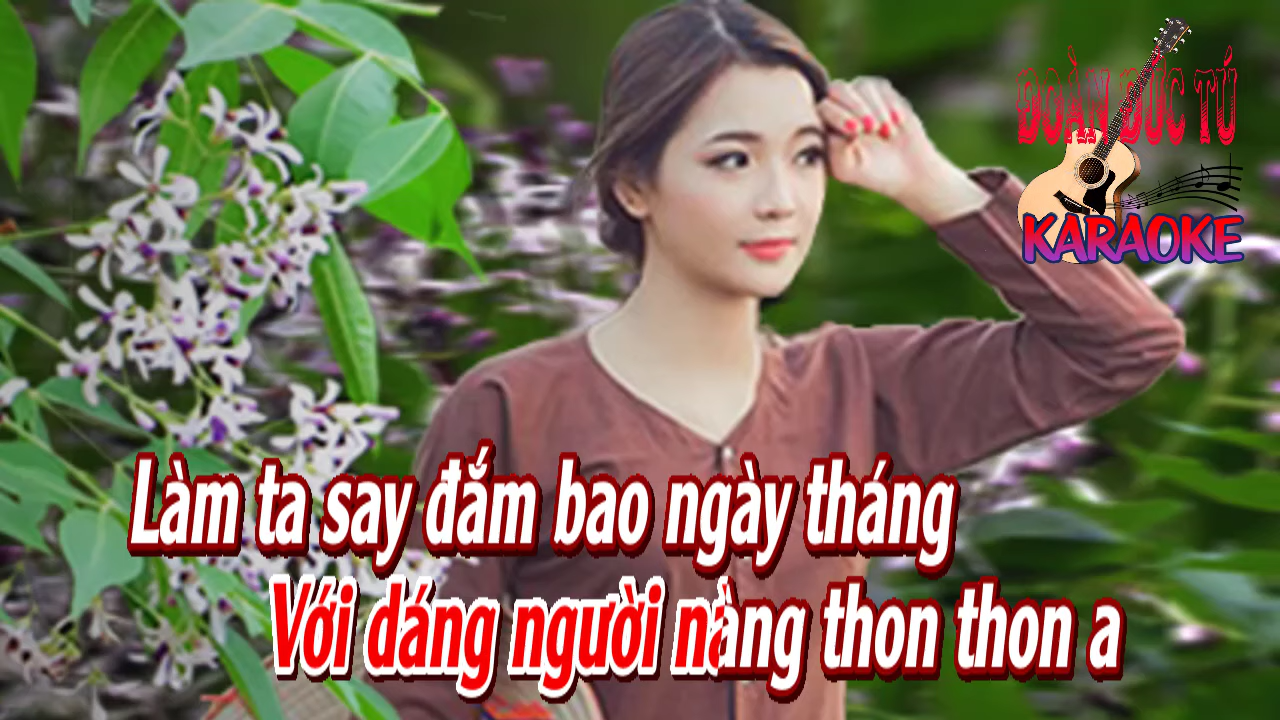 ĐOÀN ĐỨC TÚ
KARAOKE
Làm ta say đắm bao ngày tháng
Với dáng người nàng thon thon a